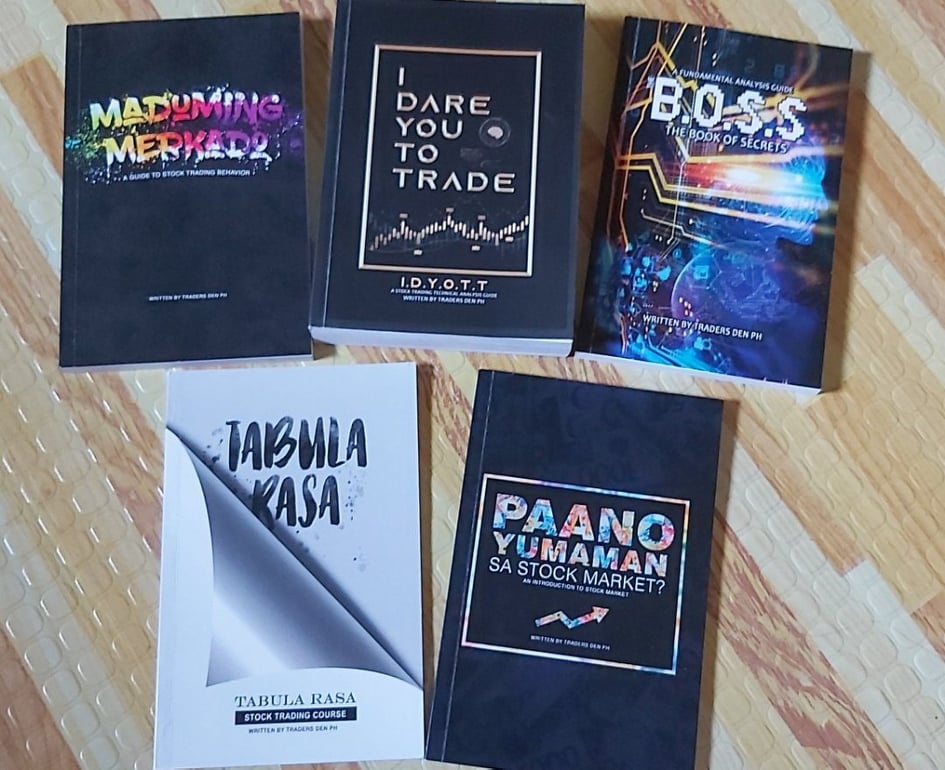 MADUMING
MERKADO
A GUIDE TO STOCK TRADING BEHAVIOR
WRITTEN BY TRADERS DEN PH
I
DARE
YOU
TO
TRADE
I.D.Y.O.T.T
A STOCK TRADING TECHNICAL ANALYSIS GUIDE
WRITTEN BY TRADERS DEN PH
A FUNDAMENTAL ANALYSIS GUIDE
THE B.O.S.S
THE BOOK OF SECRETS
WRITTEN BY TRADERS DEN PH
TABULA
RASA
TABULA RASA
STOCK TRADING COURSE
WRITTEN BY TRADERS DEN PH
PAANO
YUMAMAN
SA STOCK MARKET?
AN INTRODUCTION TO STOCK MARKET
WRITTEN BY TRADERS DEN PH